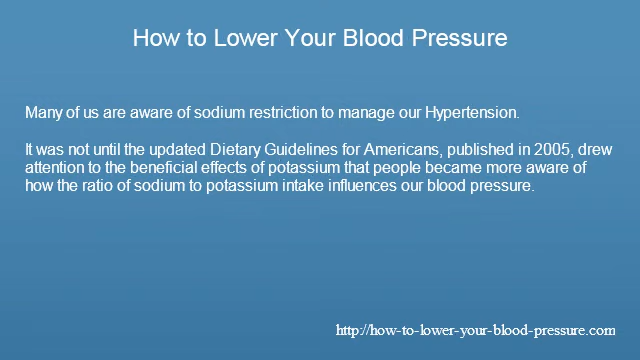 How to Lower Your Blood Pressure
Many of us are aware of sodium restriction to manage our Hypertension.
It was not until the updated Dietary Guidelines for Americans, published in 2005, drew
attention to the beneficial effects of potassium that people became more aware of
how the ratio of sodium to potassium intake influences our blood pressure.
http://how-to-lower-your-blood-pressure.com